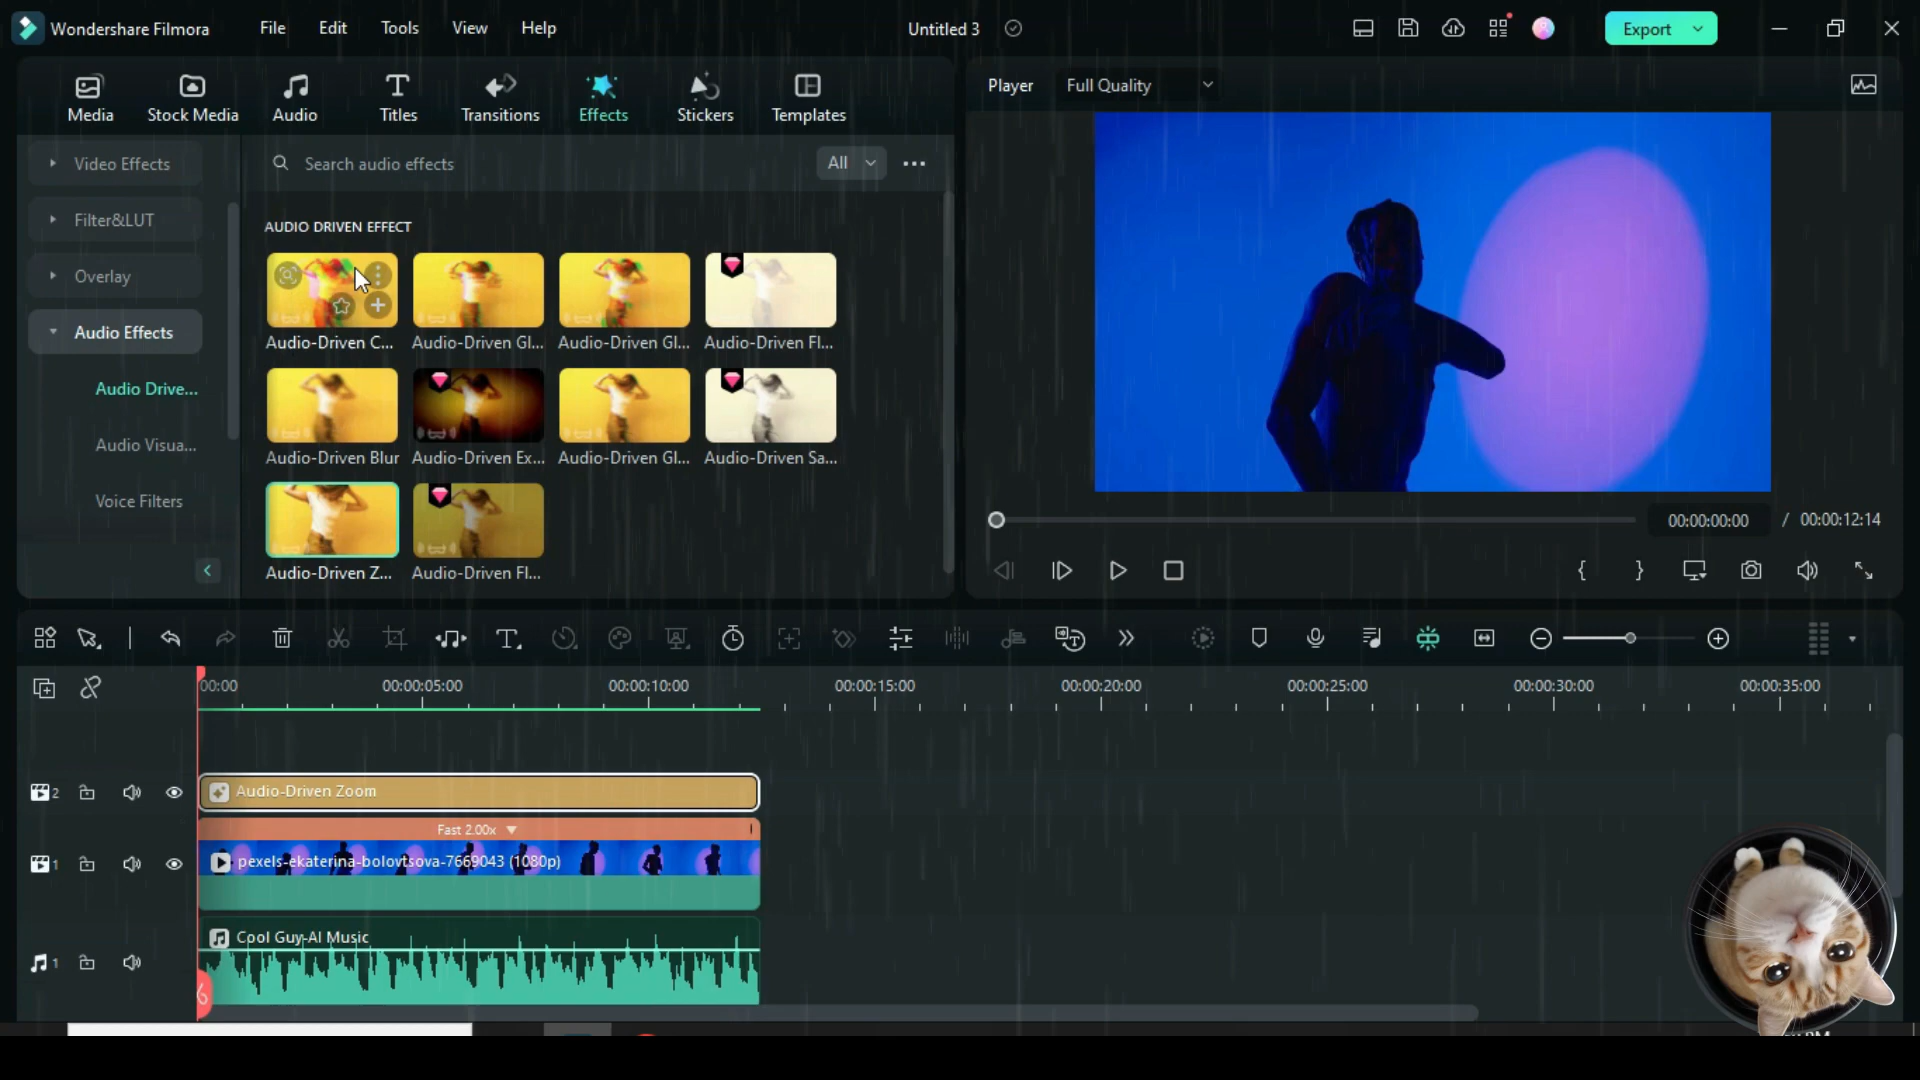 Wondershare Filmora
File
Edit
Tools
View
Help
Untitled 3
Export
Media
Stock Media
Audio
Titles
Transitions
Effects
Stickers
Templates
Player
Full Quality
Video Effects
Filter&LUT
Overlay
Audio Effects
Audio Drive...
Audio Visua...
Voice Filters
Search audio effects
All
AUDIO DRIVEN EFFECT
Audio-Driven C...
Audio-Driven Gl...
Audio-Driven Gl...
Audio-Driven Fl...
Audio-Driven Blur
Audio-Driven Ex...
Audio-Driven Gl...
Audio-Driven Sa...
Audio-Driven Z...
Audio-Driven Fl...
00:00:00:00 / 00:00:12:14
00:00
00:00:05:00
00:00:10:00
00:00:15:00
00:00:20:00
00:00:25:00
00:00:30:00
00:00:35:00
2
Audio-Driven Zoom
Fast 2.00x
1
pexels-ekaterina-bolovtsova-7669043 (1080p)
Cool Guy-AI Music
1